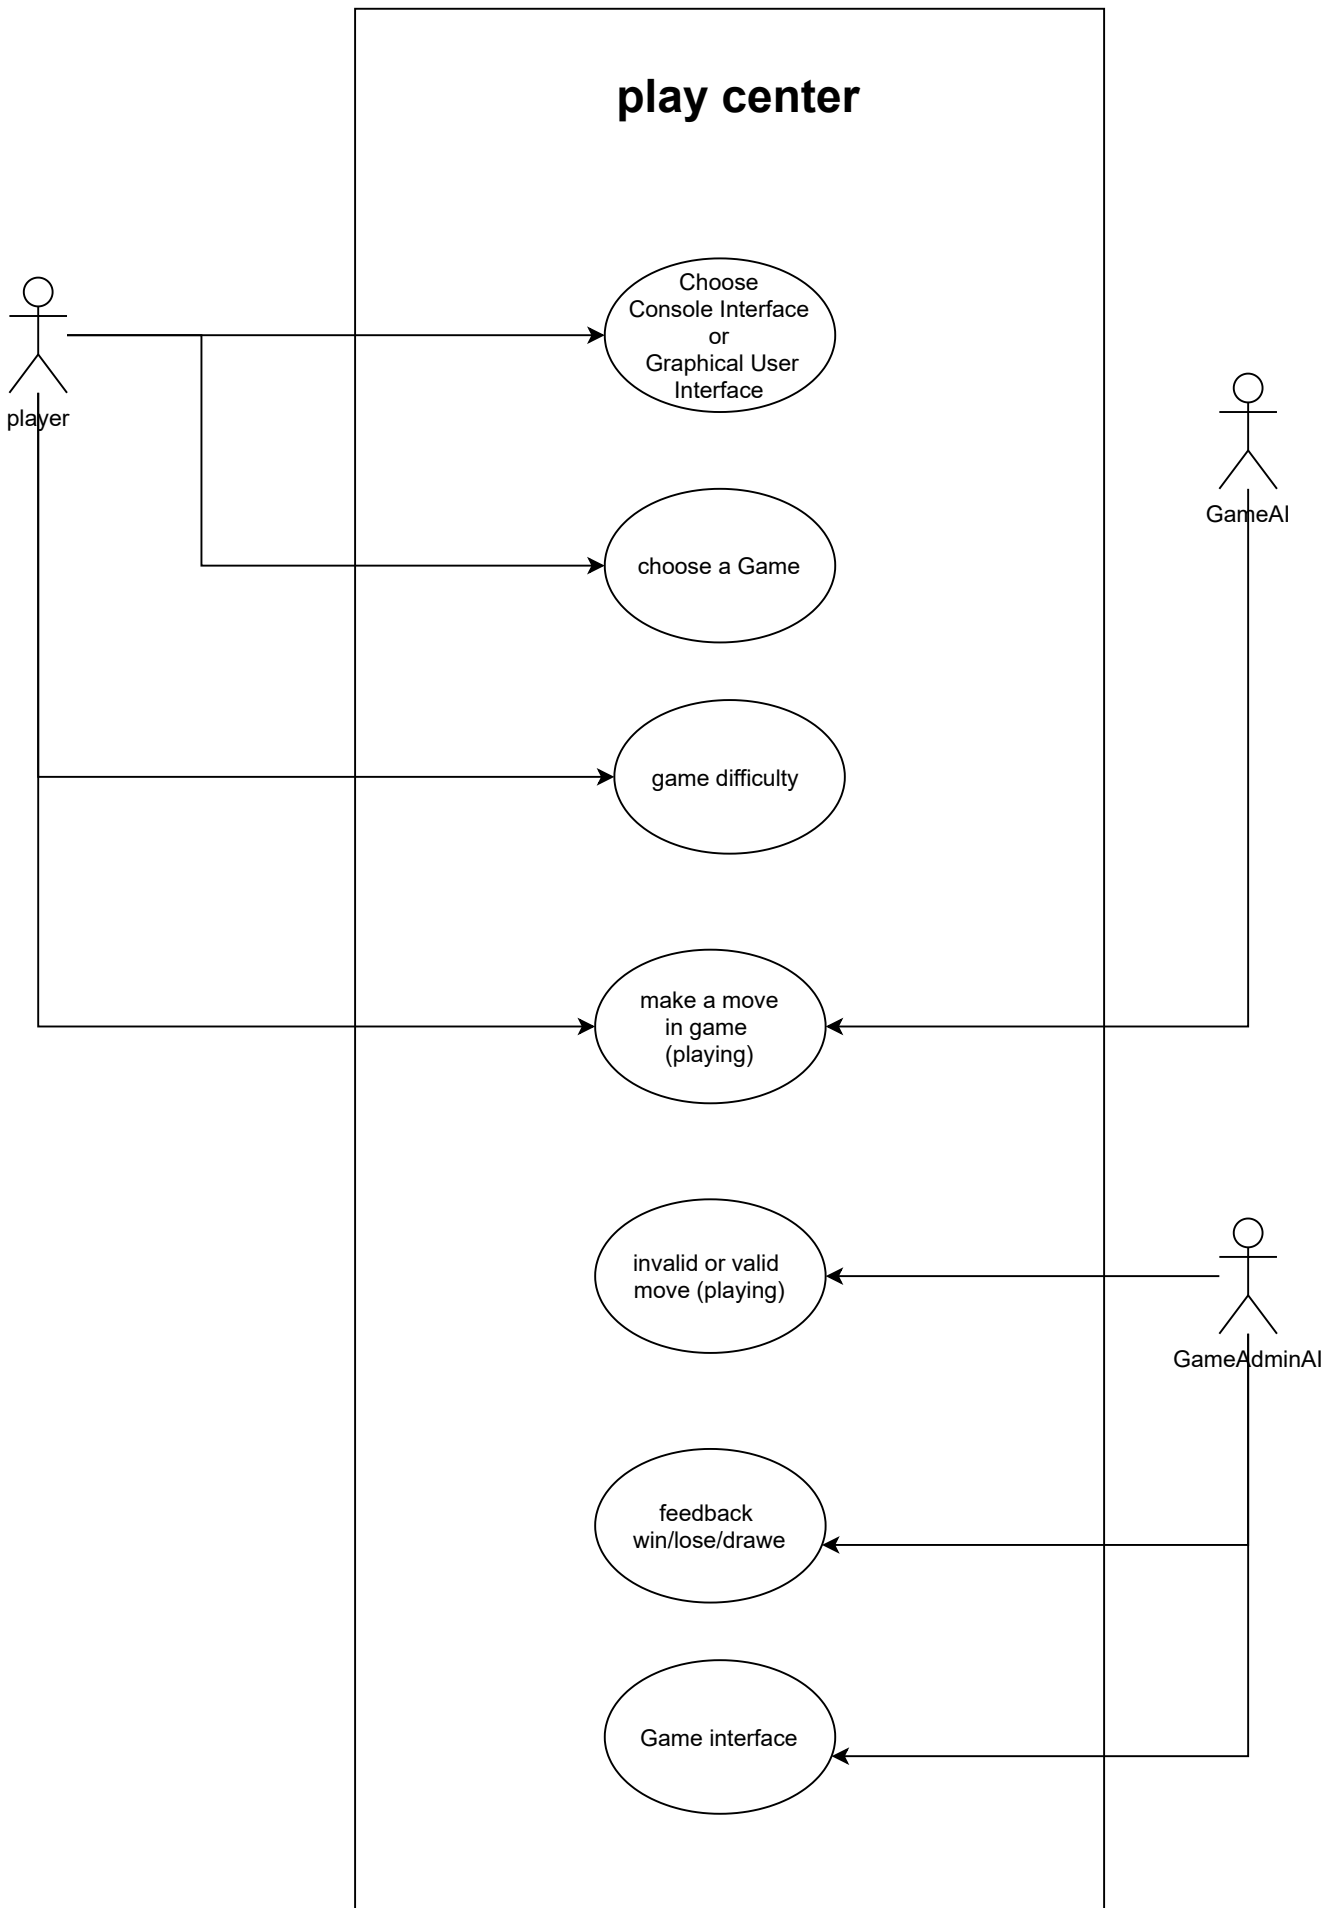 play center
Choose
Console Interface
or
Graphical User
Interface
player
GameAI
choose a Game
game difficulty
make a move
in game
(playing)
invalid or valid
move (playing)
GameAdminAI
feedback
win/lose/drawe
Game interface